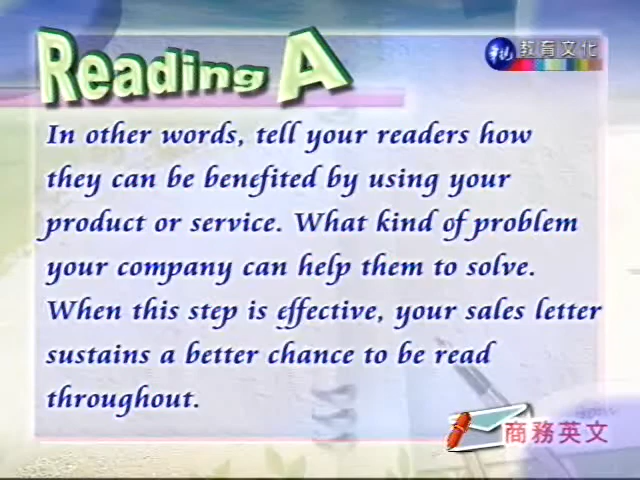 Reading A
華視 教育文化
In other words, tell your readers how
they can be benefited by using your
product or service. What kind of problem
your company can help them to solve.
When this step is effective, your sales letter
sustains a better chance to be read
throughout.
商務英文